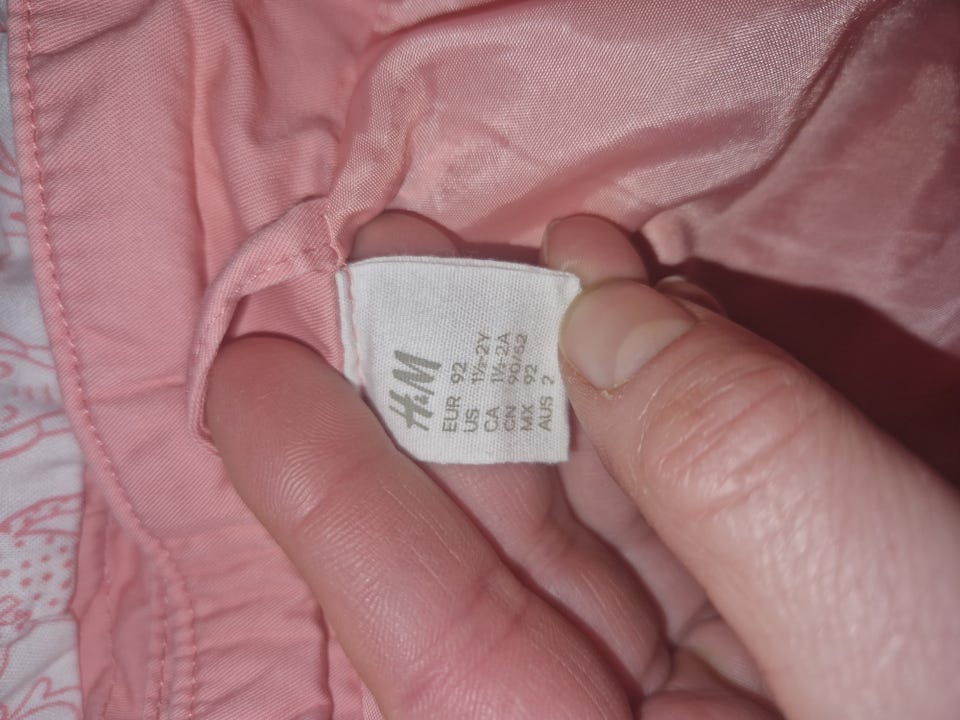 H&M
EUR 92
US 1½-2Y
CA 1½-2A
CN 90/52
MX 92
AUS 2